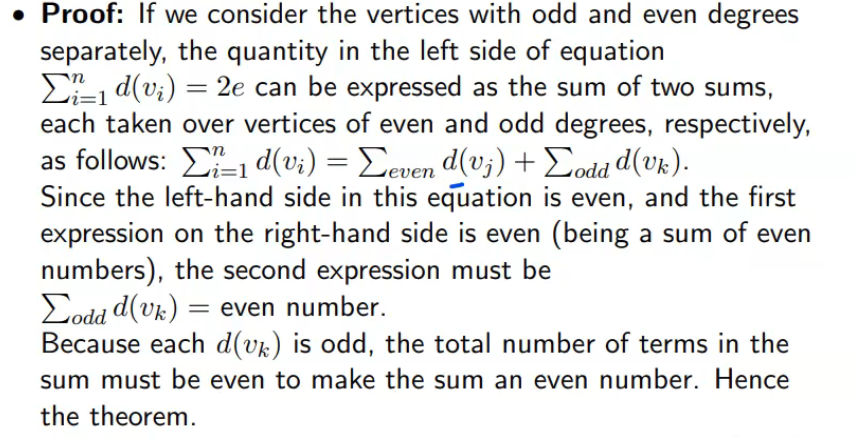 • Proof: If we consider the vertices with odd and even degrees
separately, the quantity in the left side of equation
∑ⁿᵢ₌₁ d(vᵢ) = 2e can be expressed as the sum of two sums,
each taken over vertices of even and odd degrees, respectively,
as follows: ∑ⁿᵢ₌₁ d(vᵢ) = ∑even d(vⱼ) + ∑odd d(vₖ).
Since the left-hand side in this equation is even, and the first
expression on the right-hand side is even (being a sum of even
numbers), the second expression must be
∑odd d(vₖ) = even number.
Because each d(vₖ) is odd, the total number of terms in the
sum must be even to make the sum an even number. Hence
the theorem.